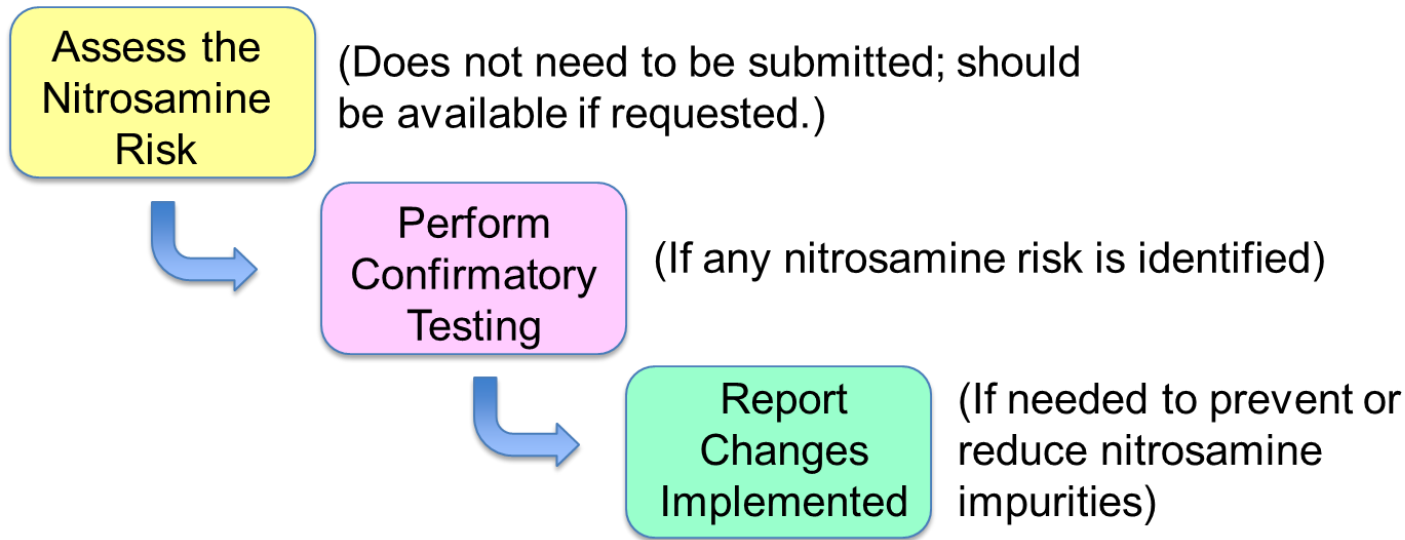 Assess the
Nitrosamine
Risk
(Does not need to be submitted; should
be available if requested.)
Perform
Confirmatory
Testing
(If any nitrosamine risk is identified)
Report
Changes
Implemented
(If needed to prevent or
reduce nitrosamine
impurities)